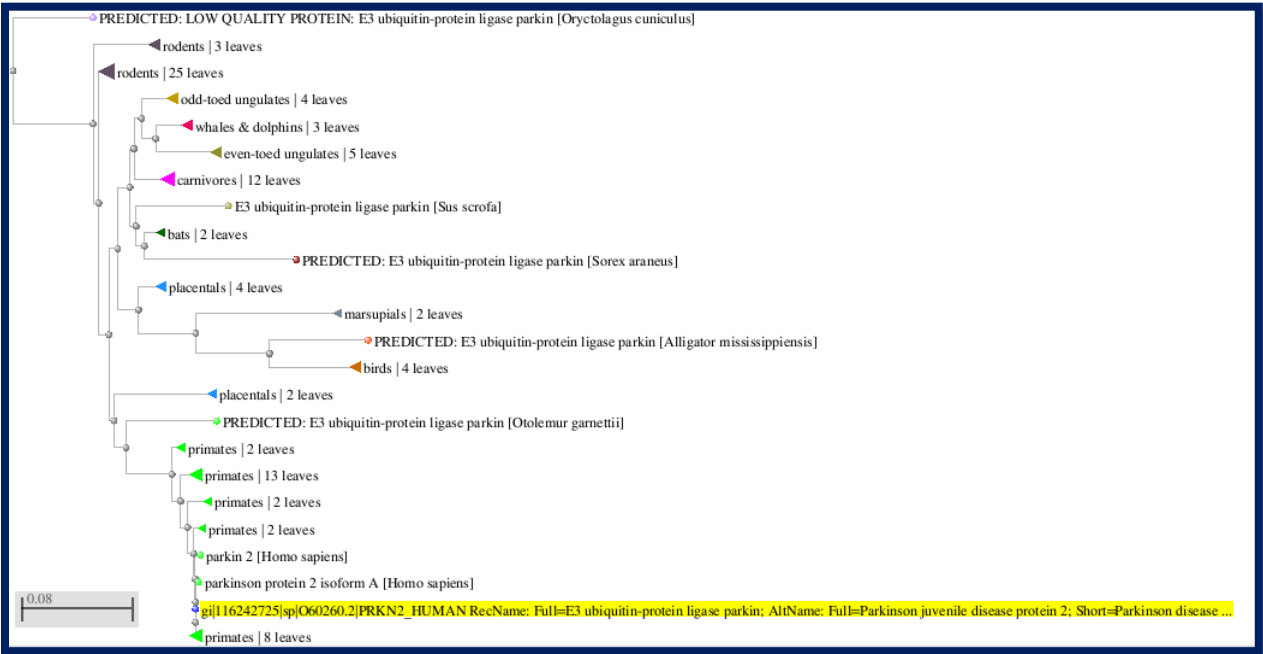 PREDICTED: LOW QUALITY PROTEIN: E3 ubiquitin-protein ligase parkin [Oryctolagus cuniculus]
rodents | 3 leaves
rodents | 25 leaves
odd-toed ungulates | 4 leaves
whales & dolphins | 3 leaves
even-toed ungulates | 5 leaves
carnivores | 12 leaves
E3 ubiquitin-protein ligase parkin [Sus scrofa]
bats | 2 leaves
PREDICTED: E3 ubiquitin-protein ligase parkin [Sorex araneus]
placentals | 4 leaves
marsupials | 2 leaves
PREDICTED: E3 ubiquitin-protein ligase parkin [Alligator mississippiensis]
birds | 4 leaves
placentals | 2 leaves
PREDICTED: E3 ubiquitin-protein ligase parkin [Otolemur garnettii]
primates | 2 leaves
primates | 13 leaves
primates | 2 leaves
primates | 2 leaves
parkin 2 [Homo sapiens]
parkinson protein 2 isoform A [Homo sapiens]
0.08
gi|116242725|sp|O60260.2|PRKN2_HUMAN RecName: Full=E3 ubiquitin-protein ligase parkin; AltName: Full=Parkinson juvenile disease protein 2; Short=Parkinson disease ...
primates | 8 leaves